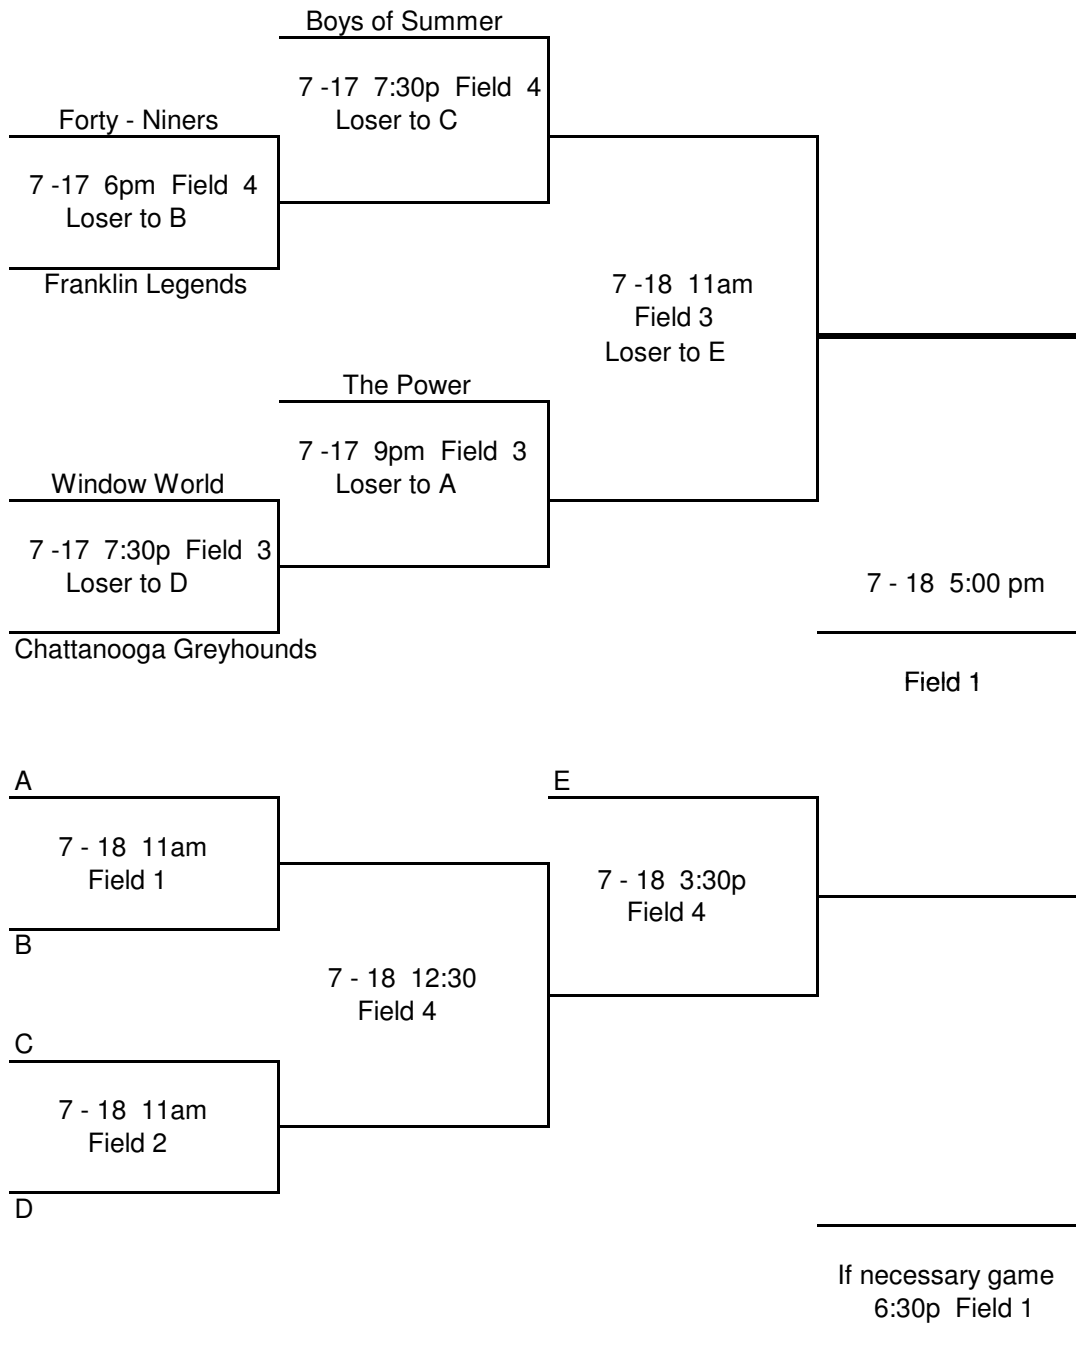 Boys of Summer
7 -17 7:30p Field 4
Loser to C
Forty - Niners
7 -17 6pm Field 4
Loser to B
Franklin Legends
7 -18 11am
Field 3
Loser to E
The Power
7 -17 9pm Field 3
Loser to A
Window World
7 -17 7:30p Field 3
Loser to D
Chattanooga Greyhounds
7 - 18 5:00 pm
Field 1
A
7 - 18 11am
Field 1
B
E
7 - 18 3:30p
Field 4
7 - 18 12:30
Field 4
C
7 - 18 11am
Field 2
D
If necessary game
6:30p Field 1